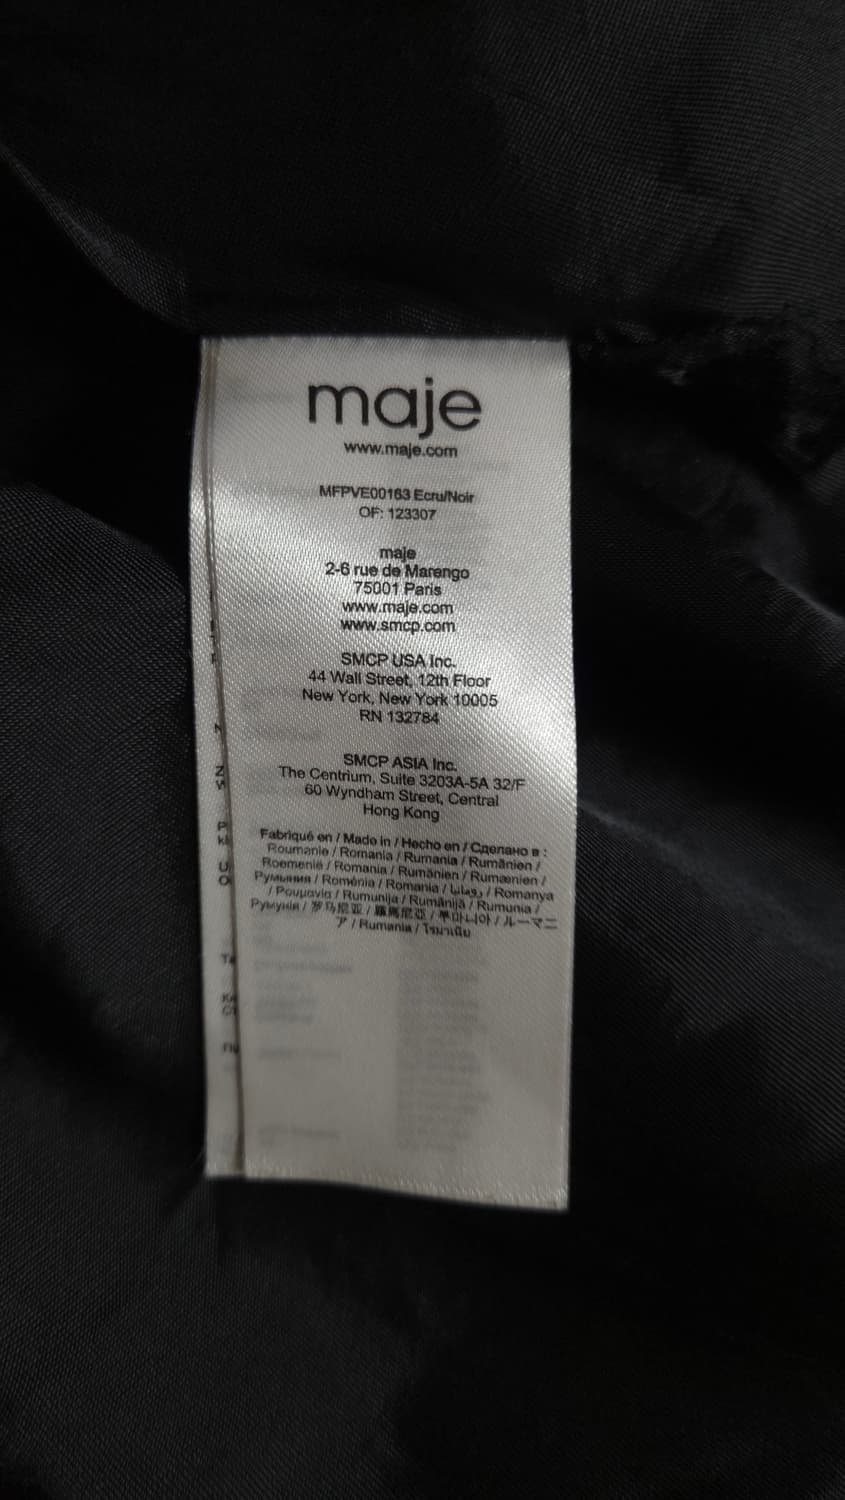 maje
www.maje.com
MFPVE00163 Ecru/Noir
OF: 123307
maje
2-6 rue de Marengo
75001 Paris
www.maje.com
www.smcp.com
SMCP USA Inc.
44 Wall Street, 12th Floor
New York, New York 10005
RN 132784
SMCP ASIA Inc.
The Centrium, Suite 3203A-5A 32/F
60 Wyndham Street, Central
Hong Kong
Fabriqué en / Made in / Hecho en / Сделано в :
Roumanie / Romania / Rumania / Rumänien /
Roemenië / Romania / Rumänien / Rumænien /
Румыния / Roménia / Romania / رومانيا / Romanya
/ Ρουμανία / Rumunija / Rumānijā / Rumunia /
Румунія / 罗马尼亚 / 羅馬尼亞 / 루마니아 / ルーマニ
ア / Rumania / โรมาเนีย